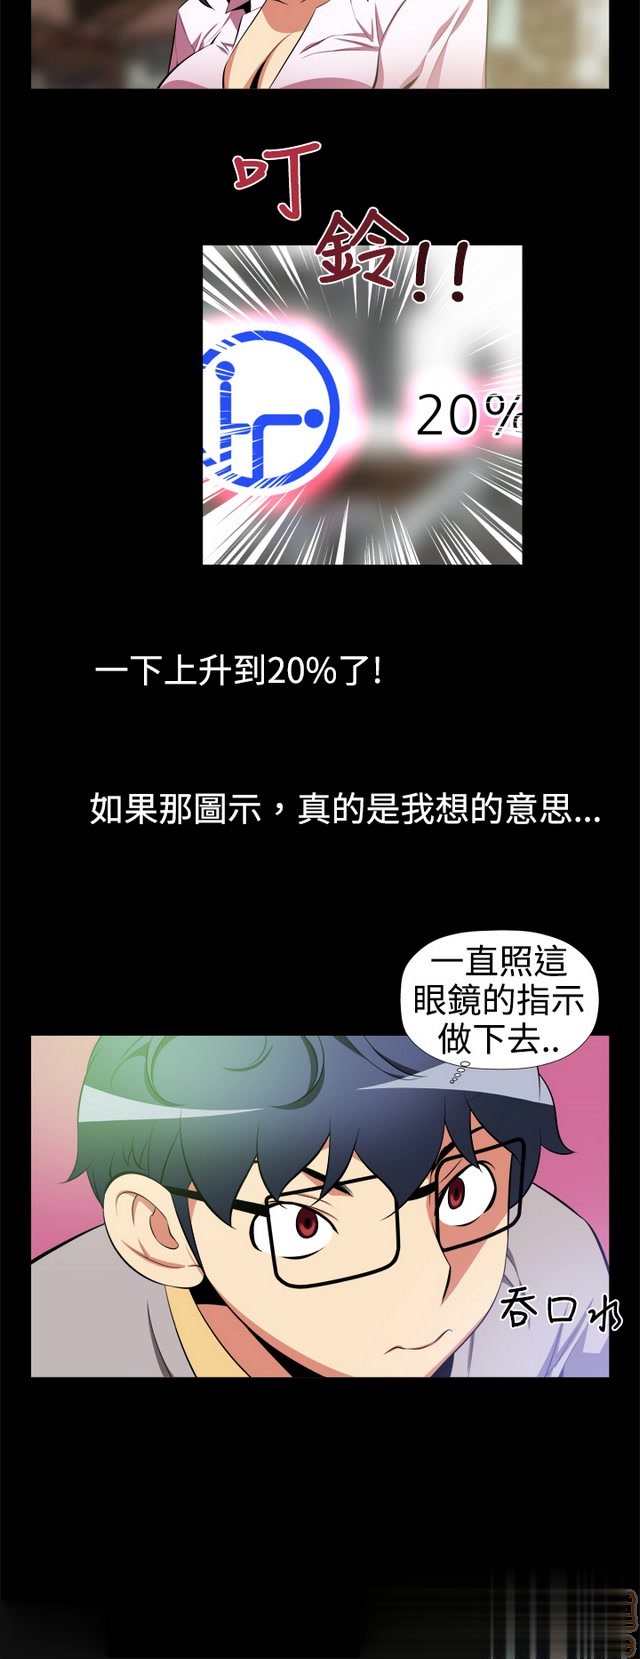 叮
鈴!!
20%
一下上升到20%了!
如果那圖示，真的是我想的意思...
一直照這
眼鏡的指示
做下去..
吞口水